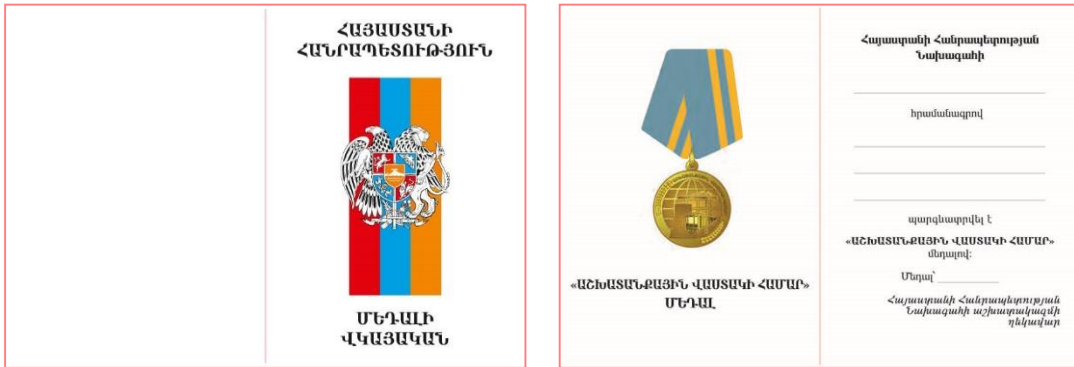 ՀԱՅԱՍՏԱՆԻ
ՀԱՆՐԱՊԵՏՈՒԹՅՈՒՆ
ՄԵԴԱԼԻ
ՎԿԱՅԱԿԱՆ
«ԱՇԽԱՏԱՆՔԱՅԻՆ ՎԱՍՏԱԿԻ ՀԱՄԱՐ»
ՄԵԴԱԼ
Հայաստանի Հանրապետության
Նախագահի
հրամանագրով
պարգևատրվել է
«ԱՇԽԱՏԱՆՔԱՅԻՆ ՎԱՍՏԱԿԻ ՀԱՄԱՐ»
մեդալով:
Մեդալ՝
Հայաստանի Հանրապետության
Նախագահի աշխատակազմի
ղեկավար